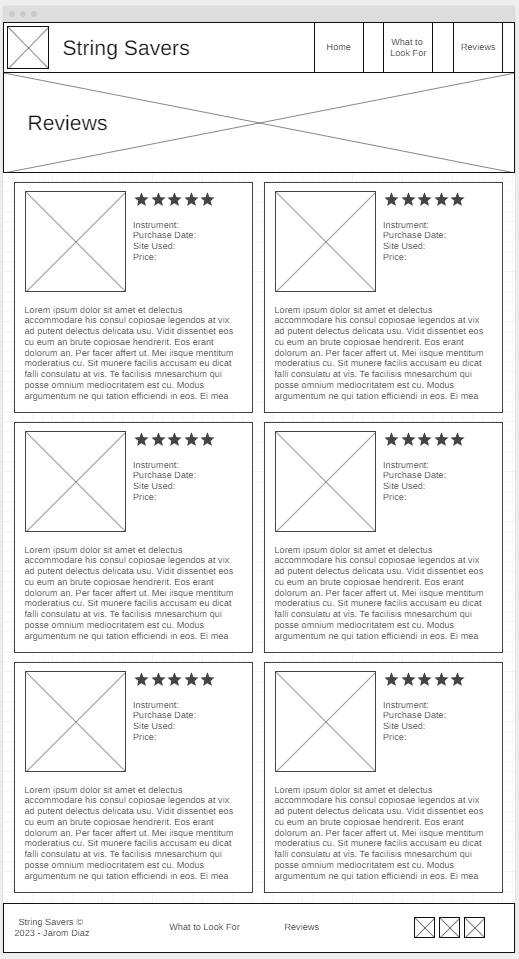 String Savers
Home
What to
Look For
Reviews
Reviews
Instrument:
Purchase Date:
Site Used:
Price:
Lorem ipsum dolor sit amet et delectus
accommodare his consul copiosae legendos at vix
ad putent delectus delicata usu. Vidit dissentiet eos
cu eum an brute copiosae hendrerit. Eos erant
dolorum an. Per facer affert ut. Mei iisque mentitum
moderatius cu. Sit munere facilis accusam eu dicat
falli consulatu at vis. Te facilisis mnesarchum qui
posse omnium mediocritatem est cu. Modus
argumentum ne qui tation efficiendi in eos. Ei mea
Instrument:
Purchase Date:
Site Used:
Price:
Lorem ipsum dolor sit amet et delectus
accommodare his consul copiosae legendos at vix
ad putent delectus delicata usu. Vidit dissentiet eos
cu eum an brute copiosae hendrerit. Eos erant
dolorum an. Per facer affert ut. Mei iisque mentitum
moderatius cu. Sit munere facilis accusam eu dicat
falli consulatu at vis. Te facilisis mnesarchum qui
posse omnium mediocritatem est cu. Modus
argumentum ne qui tation efficiendi in eos. Ei mea
Instrument:
Purchase Date:
Site Used:
Price:
Lorem ipsum dolor sit amet et delectus
accommodare his consul copiosae legendos at vix
ad putent delectus delicata usu. Vidit dissentiet eos
cu eum an brute copiosae hendrerit. Eos erant
dolorum an. Per facer affert ut. Mei iisque mentitum
moderatius cu. Sit munere facilis accusam eu dicat
falli consulatu at vis. Te facilisis mnesarchum qui
posse omnium mediocritatem est cu. Modus
argumentum ne qui tation efficiendi in eos. Ei mea
Instrument:
Purchase Date:
Site Used:
Price:
Lorem ipsum dolor sit amet et delectus
accommodare his consul copiosae legendos at vix
ad putent delectus delicata usu. Vidit dissentiet eos
cu eum an brute copiosae hendrerit. Eos erant
dolorum an. Per facer affert ut. Mei iisque mentitum
moderatius cu. Sit munere facilis accusam eu dicat
falli consulatu at vis. Te facilisis mnesarchum qui
posse omnium mediocritatem est cu. Modus
argumentum ne qui tation efficiendi in eos. Ei mea
Instrument:
Purchase Date:
Site Used:
Price:
Lorem ipsum dolor sit amet et delectus
accommodare his consul copiosae legendos at vix
ad putent delectus delicata usu. Vidit dissentiet eos
cu eum an brute copiosae hendrerit. Eos erant
dolorum an. Per facer affert ut. Mei iisque mentitum
moderatius cu. Sit munere facilis accusam eu dicat
falli consulatu at vis. Te facilisis mnesarchum qui
posse omnium mediocritatem est cu. Modus
argumentum ne qui tation efficiendi in eos. Ei mea
Instrument:
Purchase Date:
Site Used:
Price:
Lorem ipsum dolor sit amet et delectus
accommodare his consul copiosae legendos at vix
ad putent delectus delicata usu. Vidit dissentiet eos
cu eum an brute copiosae hendrerit. Eos erant
dolorum an. Per facer affert ut. Mei iisque mentitum
moderatius cu. Sit munere facilis accusam eu dicat
falli consulatu at vis. Te facilisis mnesarchum qui
posse omnium mediocritatem est cu. Modus
argumentum ne qui tation efficiendi in eos. Ei mea
String Savers ©
2023 - Jarom Diaz
What to Look For
Reviews